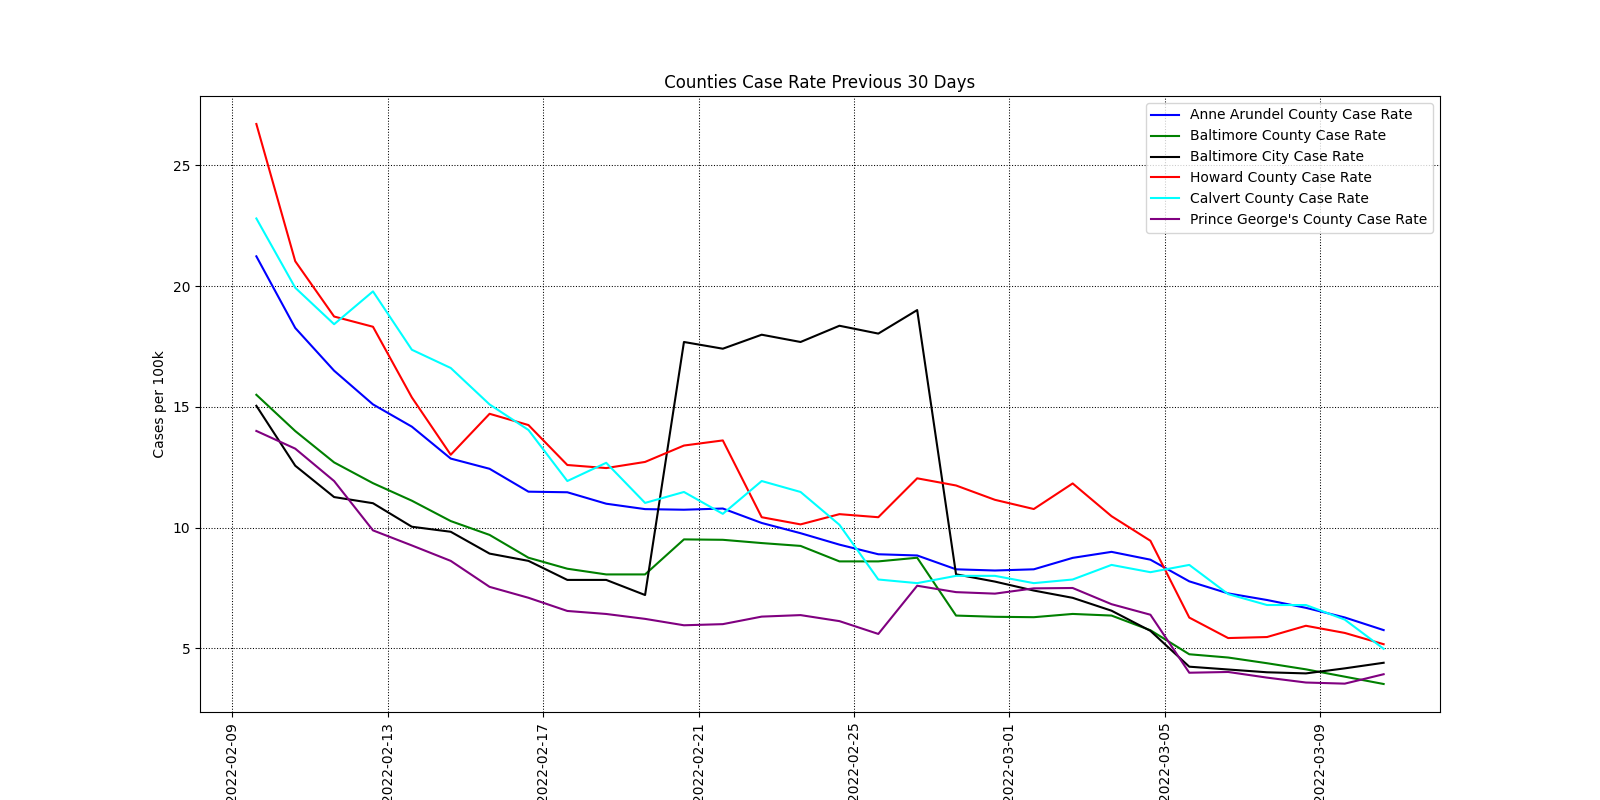 Counties Case Rate Previous 30 Days
Anne Arundel County Case Rate
Baltimore County Case Rate
Baltimore City Case Rate
Howard County Case Rate
Calvert County Case Rate
Prince George's County Case Rate
Cases per 100k
25
20
15
10
5
2022-02-09
2022-02-13
2022-02-17
2022-02-21
2022-02-25
2022-03-01
2022-03-05
2022-03-09